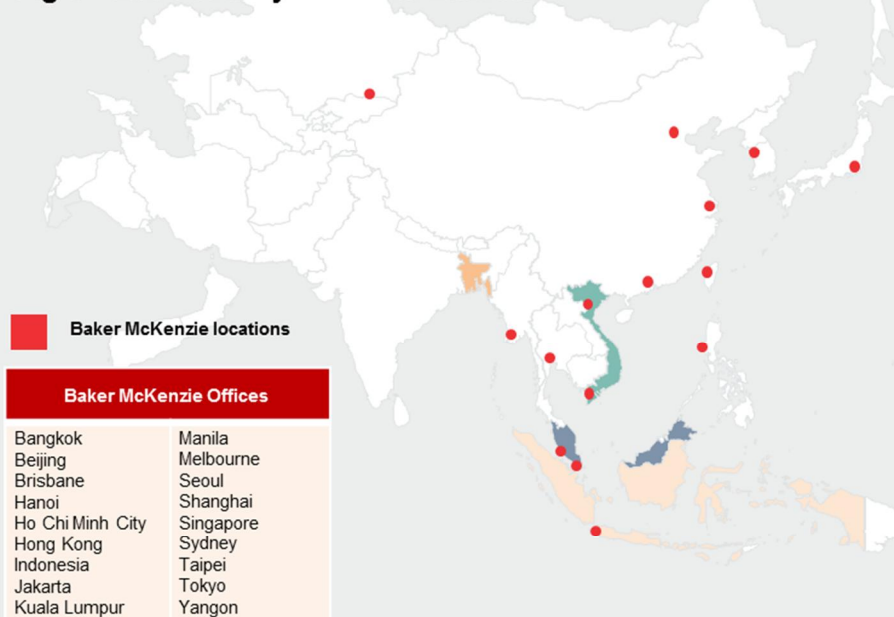 Baker McKenzie locations
Baker McKenzie Offices
Bangkok
Beijing
Brisbane
Hanoi
Ho Chi Minh City
Hong Kong
Indonesia
Jakarta
Kuala Lumpur
Manila
Melbourne
Seoul
Shanghai
Singapore
Sydney
Taipei
Tokyo
Yangon